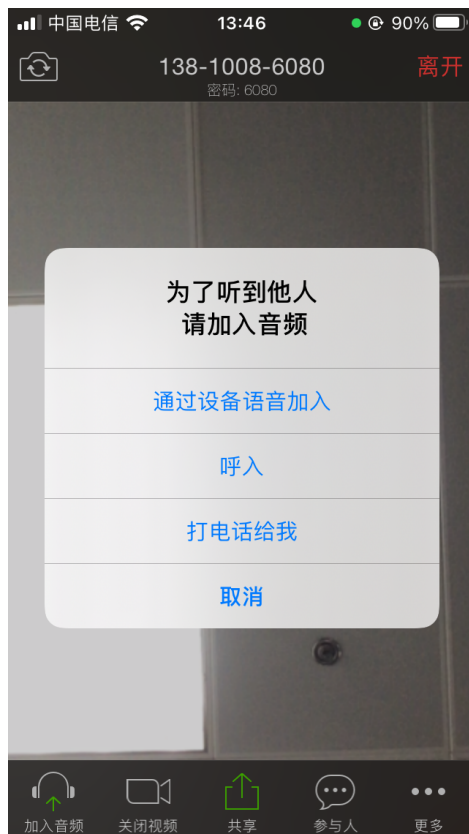 中国电信 13:46 90%
138-1008-6080 离开
密码: 6080
为了听到他人
请加入音频
通过设备语音加入
呼入
打电话给我
取消
加入音频 关闭视频 共享 参与人 更多